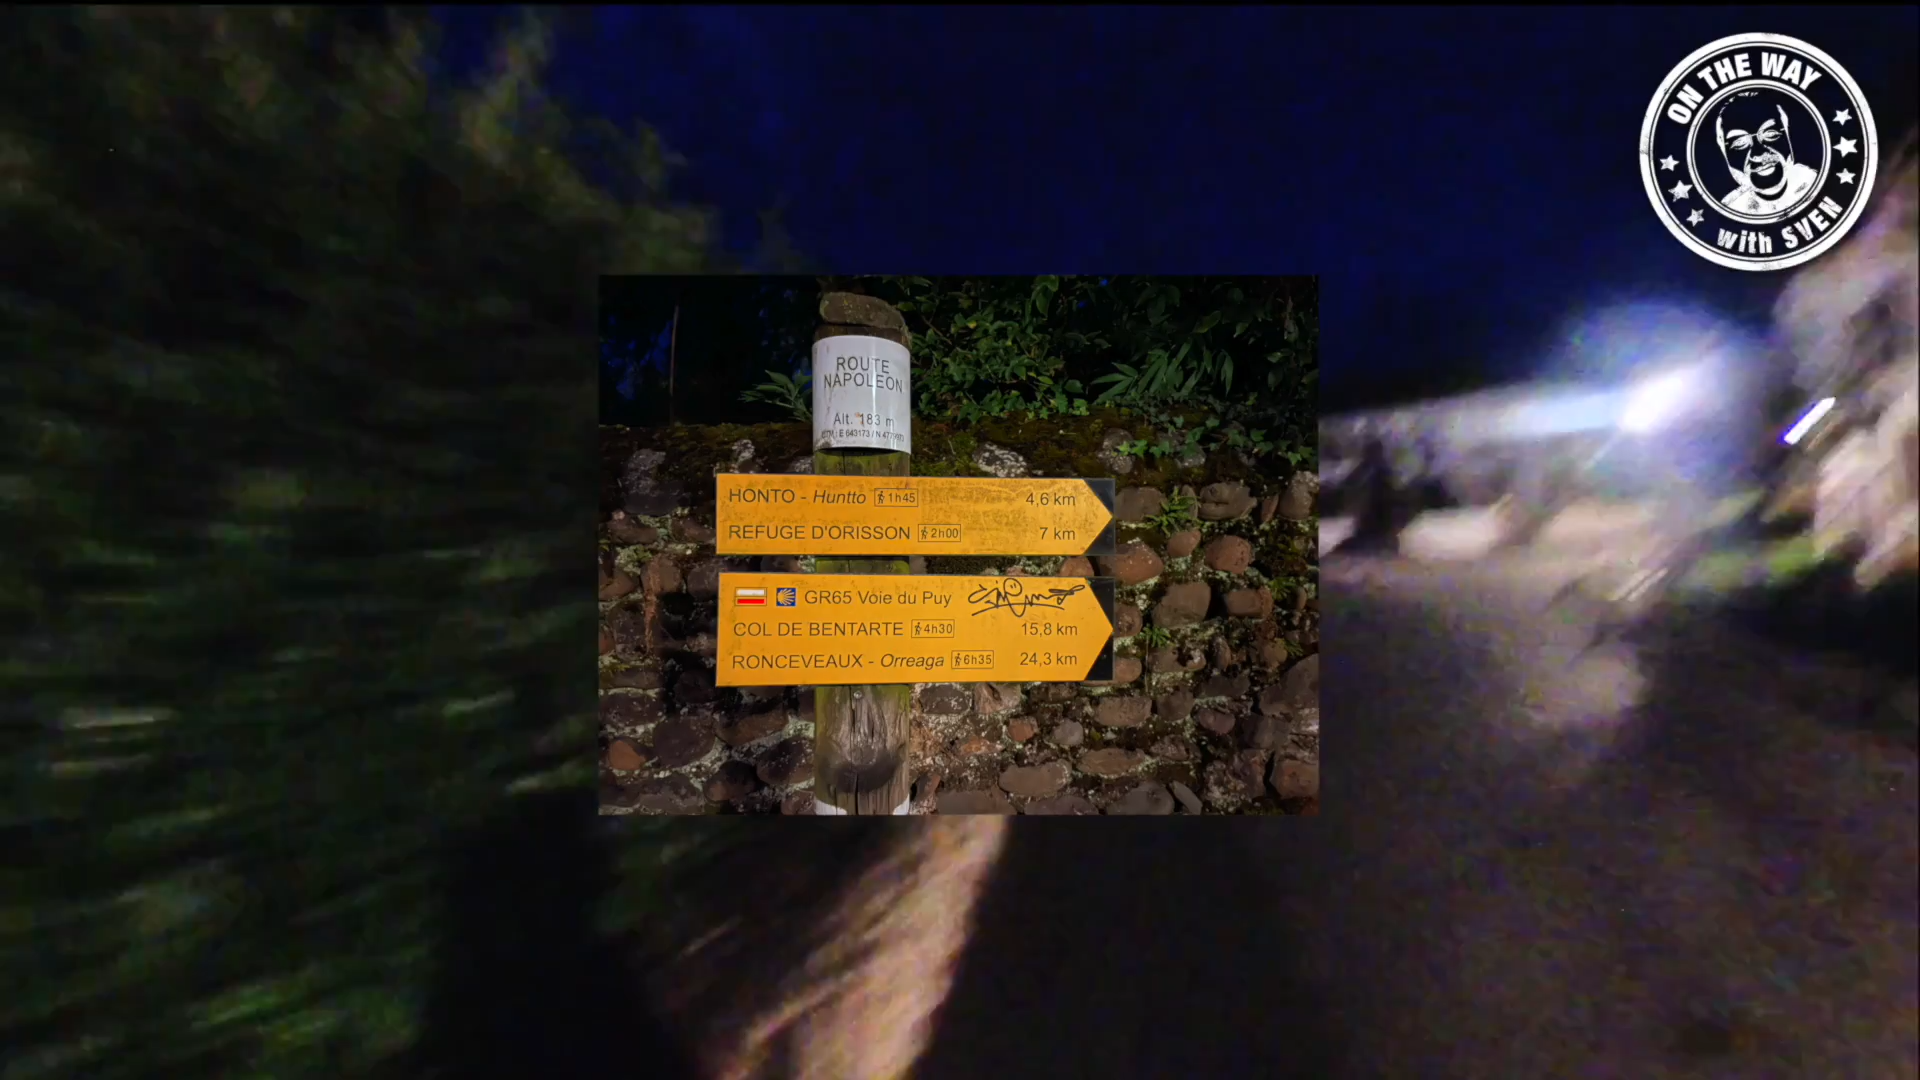 ON THE WAY
with SVEN
ROUTE
NAPOLEON
Alt. 183 m
E 643173 / N
HONTO - Huntto 1h45 4,6 km
REFUGE D'ORISSON 2h00 7 km
GR65 Voie du Puy
COL DE BENTARTE 4h30 15,8 km
RONCEVEAUX - Orreaga 6h35 24,3 km